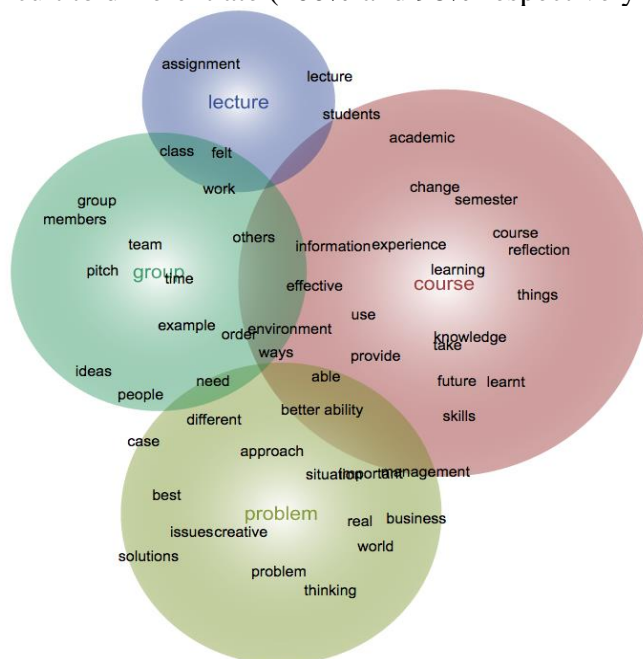 assignment
lecture
lecture
students
academic
class
felt
work
change
semester
group
members
others
course
reflection
team
information
experience
pitch
group
time
learning
course
effective
things
use
example
order
environment
knowledge
take
ways
provide
ideas
need
able
future
learnt
people
better ability
different
skills
case
approach
situation
important
management
best
problem
real
business
issues
creative
world
solutions
problem
thinking